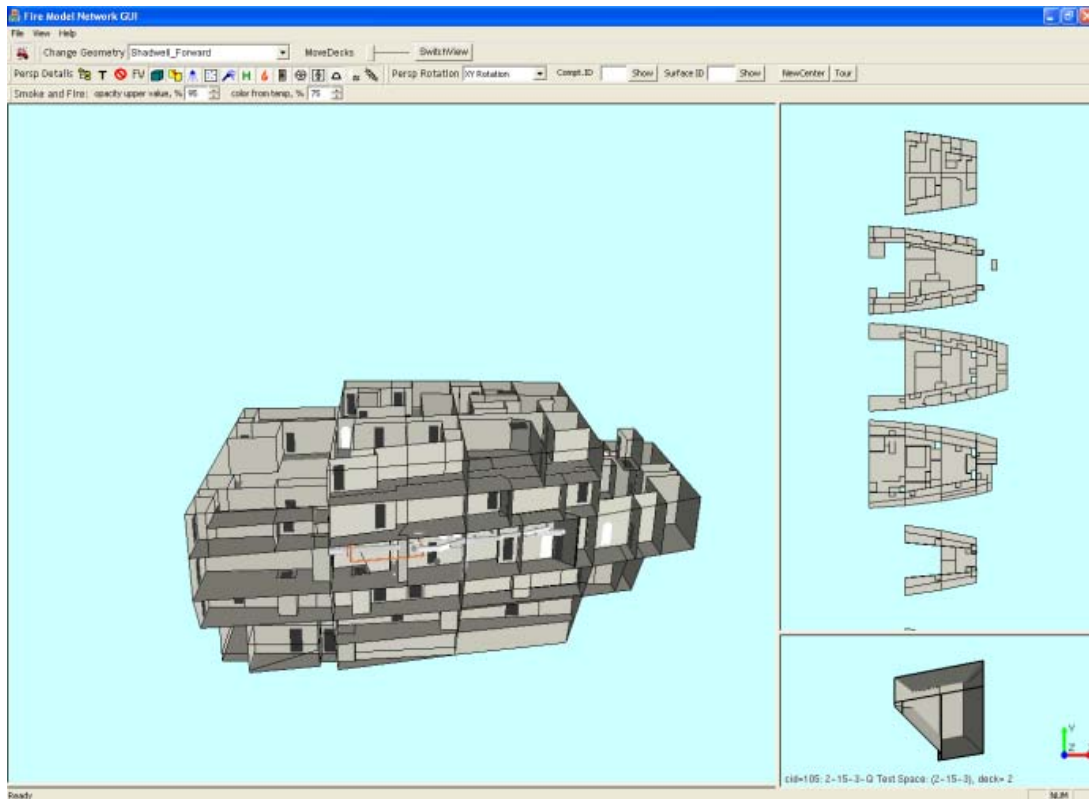 Fire Model Network GUI
File View Help
Change Geometry Shadwell_Forward MoveDecks SwitchView
Persp Details T FU H Persp Rotation XY Rotation Compt.ID Show Surface ID Show NewCenter Tour
Smoke and Fire: opacity upper value, % 95 color from temp, % 75
Y
Z
cid=105: 2-15-3-Q Test Space: (2-15-3), deck= 2
Ready NUM